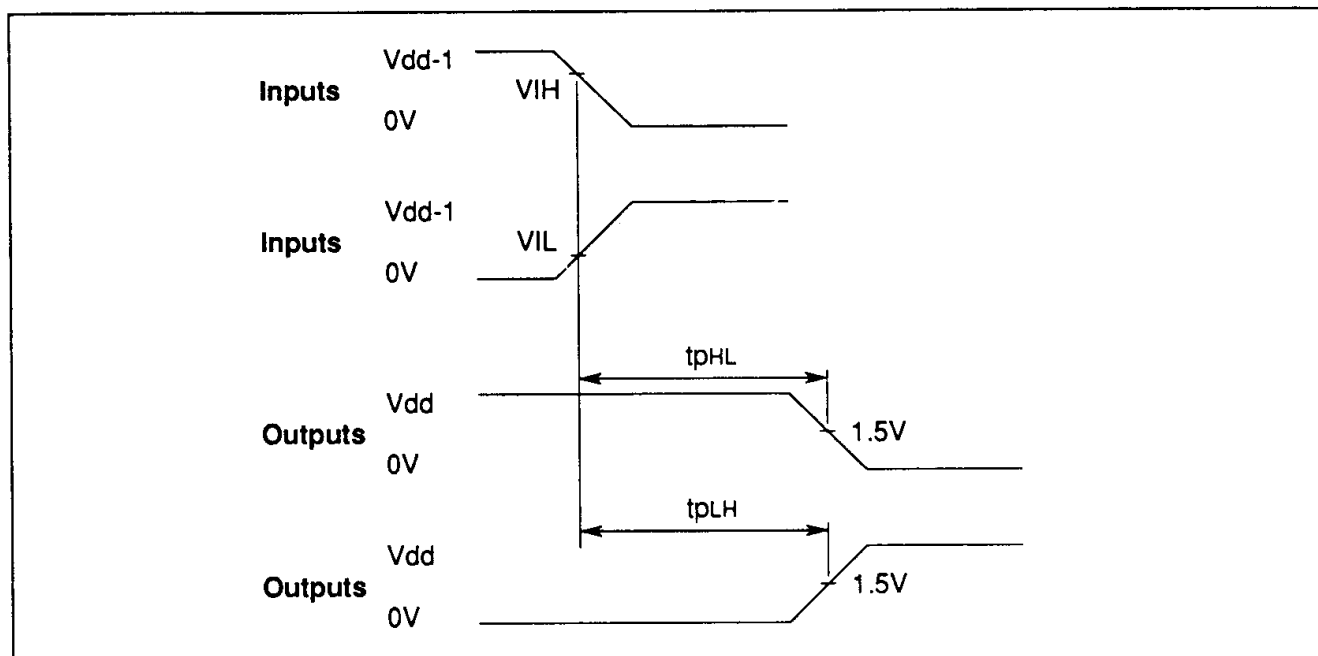 Vdd-1
Inputs VIH
0V
Vdd-1
Inputs VIL
0V
tpHL
Vdd
Outputs 1.5V
0V
tpLH
Vdd
Outputs 1.5V
0V